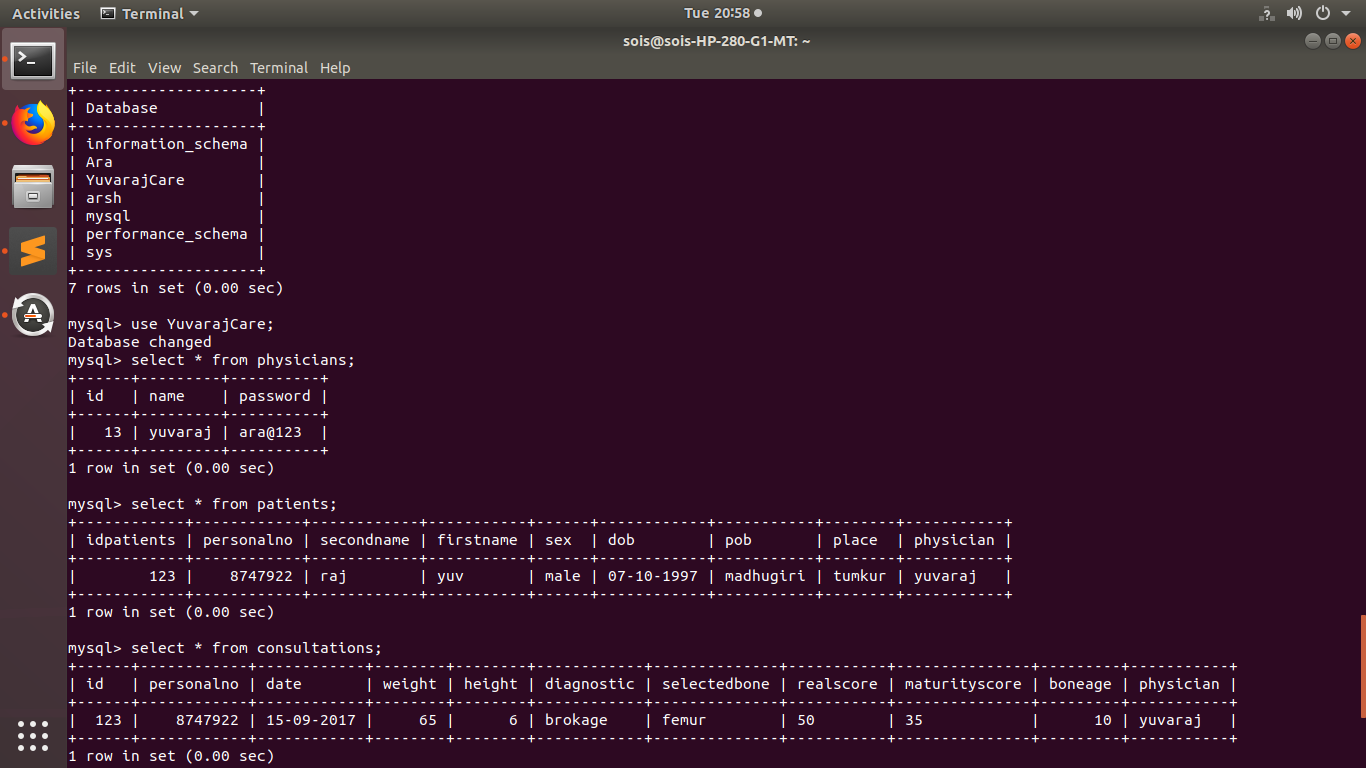 Activities Terminal Tue 20:58
sois@sois-HP-280-G1-MT: ~
File Edit View Search Terminal Help
+--------------------+
| Database           |
+--------------------+
| information_schema |
| Ara                |
| YuvarajCare        |
| arsh               |
| mysql              |
| performance_schema |
| sys                |
+--------------------+
7 rows in set (0.00 sec)

mysql> use YuvarajCare;
Database changed
mysql> select * from physicians;
+------+---------+----------+
| id   | name    | password |
+------+---------+----------+
|   13 | yuvaraj | ara@123  |
+------+---------+----------+
1 row in set (0.00 sec)

mysql> select * from patients;
+------------+------------+------------+-----------+------+------------+-----------+--------+-----------+
| idpatients | personalno | secondname | firstname | sex  | dob        | pob       | place  | physician |
+------------+------------+------------+-----------+------+------------+-----------+--------+-----------+
|        123 |    8747922 | raj        | yuv       | male | 07-10-1997 | madhugiri | tumkur | yuvaraj   |
+------------+------------+------------+-----------+------+------------+-----------+--------+-----------+
1 row in set (0.00 sec)

mysql> select * from consultations;
+------+------------+------------+--------+--------+------------+--------------+-----------+---------------+---------+-----------+
| id   | personalno | date       | weight | height | diagnostic | selectedbone | realscore | maturityscore | boneage | physician |
+------+------------+------------+--------+--------+------------+--------------+-----------+---------------+---------+-----------+
|  123 |    8747922 | 15-09-2017 |     65 |      6 | brokage    | femur        | 50        | 35            |      10 | yuvaraj   |
+------+------------+------------+--------+--------+------------+--------------+-----------+---------------+---------+-----------+
1 row in set (0.00 sec)